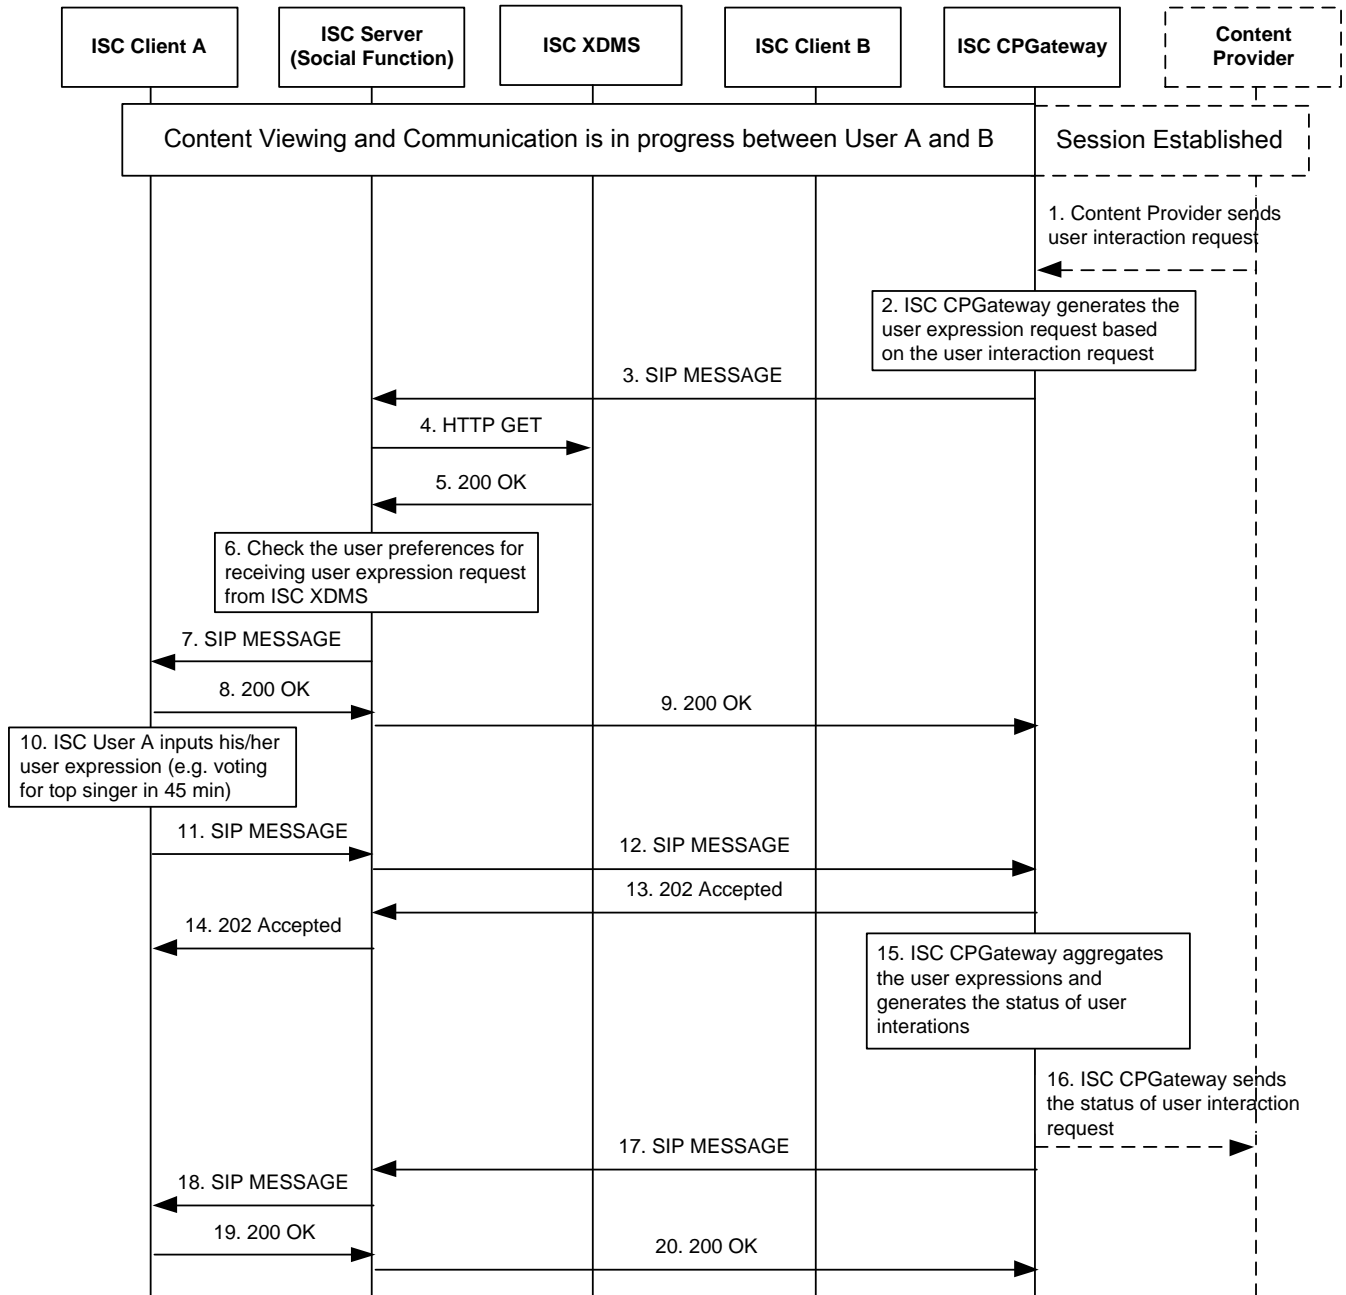 ISC Client A
ISC Server
(Social Function)
ISC XDMS
ISC Client B
ISC CPGateway
Content
Provider
Content Viewing and Communication is in progress between User A and B
Session Established
1. Content Provider sends
user interaction request
2. ISC CPGateway generates the
user expression request based
on the user interaction request
3. SIP MESSAGE
4. HTTP GET
5. 200 OK
6. Check the user preferences for
receiving user expression request
from ISC XDMS
7. SIP MESSAGE
8. 200 OK
9. 200 OK
10. ISC User A inputs his/her
user expression (e.g. voting
for top singer in 45 min)
11. SIP MESSAGE
12. SIP MESSAGE
13. 202 Accepted
14. 202 Accepted
15. ISC CPGateway aggregates
the user expressions and
generates the status of user
interations
16. ISC CPGateway sends
the status of user interaction
request
17. SIP MESSAGE
18. SIP MESSAGE
19. 200 OK
20. 200 OK